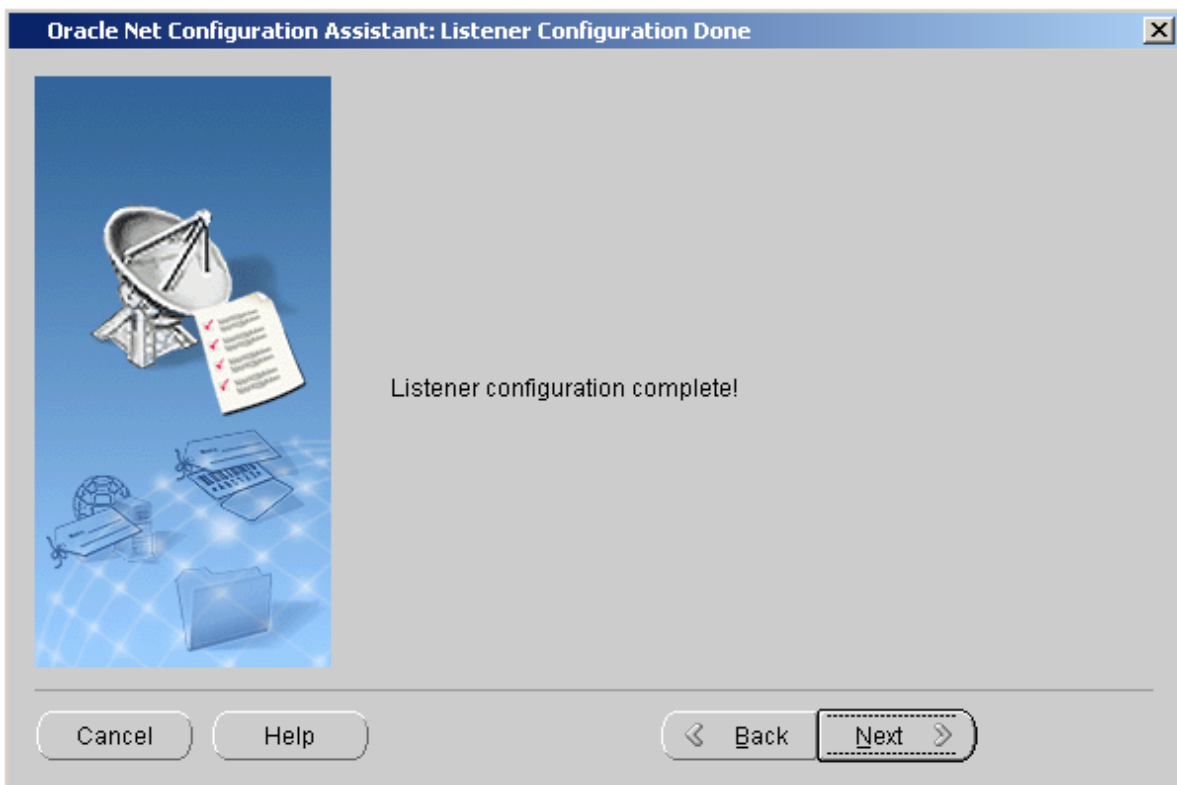 Oracle Net Configuration Assistant: Listener Configuration Done
Listener configuration complete!
Cancel
Help
Back
Next